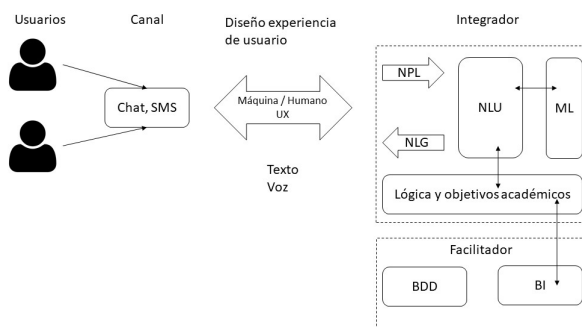 Usuarios
Canal
Diseño experiencia
de usuario
Integrador
Chat, SMS
Máquina / Humano
UX
Texto
Voz
NPL
NLG
NLU
ML
Lógica y objetivos académicos
Facilitador
BDD
BI